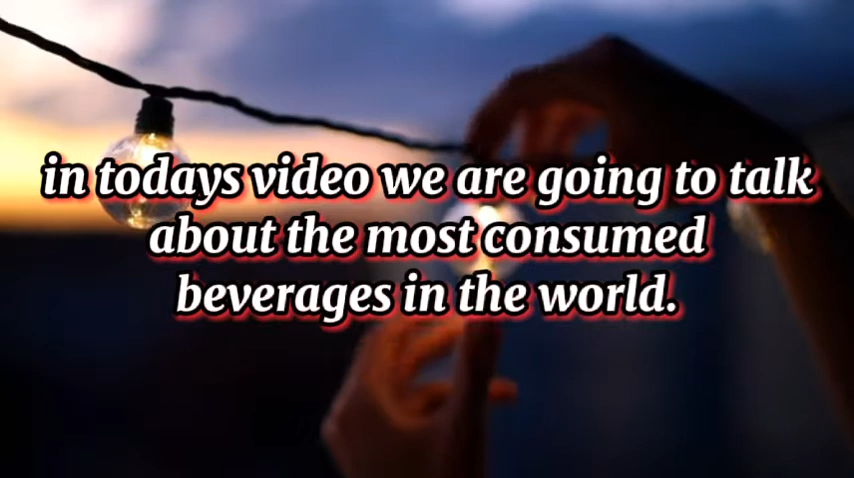 in todays video we are going to talk
about the most consumed
beverages in the world.